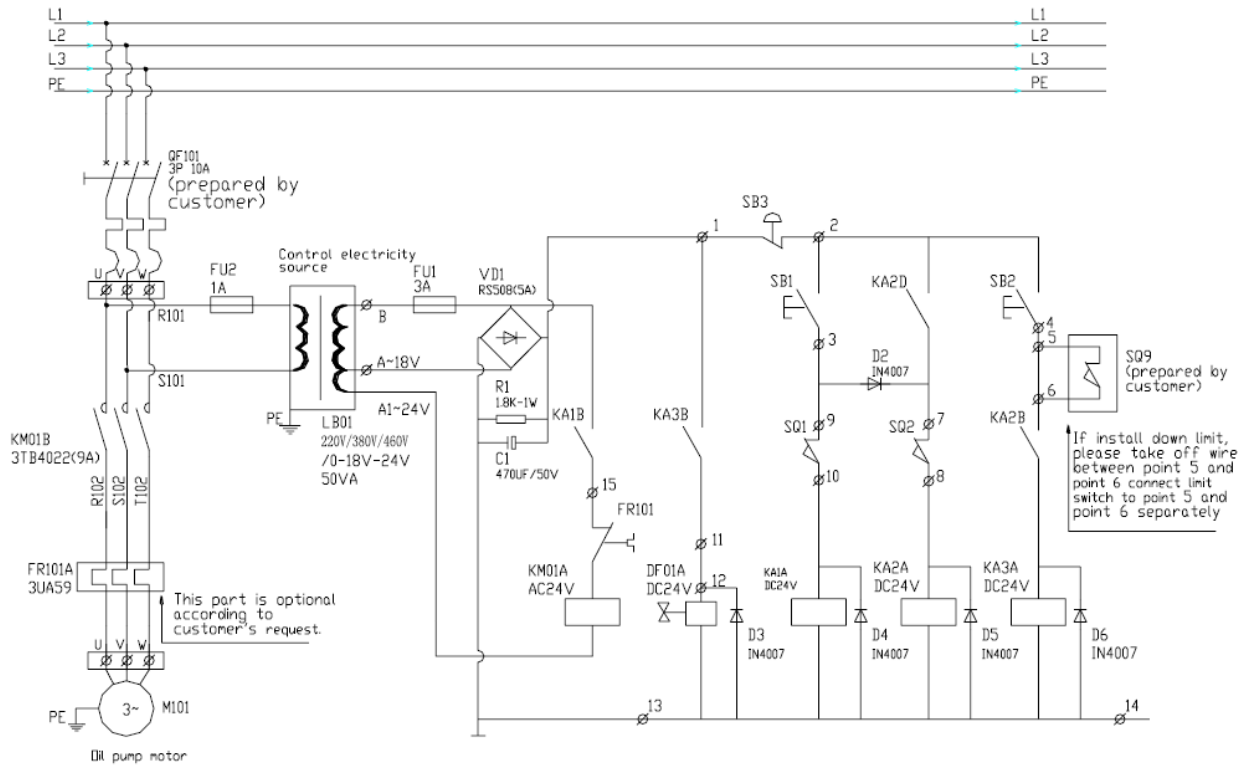 L1
L1
L2
L2
L3
L3
PE
PE
QF101
3P 10A
(prepared by
customer)
SB3
1
2
Control electricity
source
FU2
1A
FU1
3A
VD1
RS508(5A)
SB1
KA2D
SB2
U V W
R101
B
3
4
5
D2
IN4007
SQ9
(prepared by
customer)
S101
A~18V
6
R1
1.8K-1W
PE
A1~24V
KA1B
KA3B
SQ1
9
SQ2
7
KA2B
LB01
220V/380V/460V
/0-18V-24V
50VA
C1
470UF/50V
KM01B
3TB4022(9A)
10
8
If install down limit,
please take off wire
between point 5 and
point 6 connect limit
switch to point 5 and
point 6 separately
R102
S102
T102
15
FR101
11
FR101A
3UA59
KM01A
AC24V
DF01A
DC24V
12
KA1A
DC24V
KA2A
DC24V
KA3A
DC24V
This part is optional
according to
customer's request.
D3
IN4007
D4
IN4007
D5
IN4007
D6
IN4007
U V W
3~
M101
PE
13
14
Oil pump motor